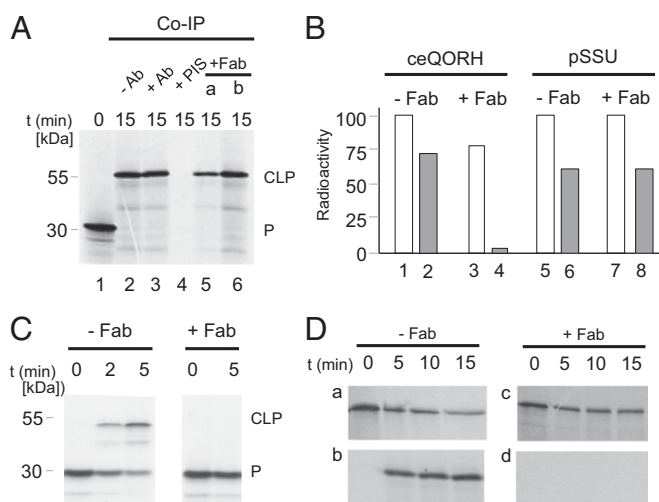 A
Co-IP
- Ab
+ Ab
+ PIS
+Fab
a b
t (min) 0 15 15 15 15 15
[kDa]
55 CLP
30 P
1 2 3 4 5 6
B
ceQORH pSSU
- Fab + Fab - Fab + Fab
Radioactivity
100
75
50
25
0
1 2 3 4 5 6 7 8
C
- Fab + Fab
t (min) 0 2 5 0 5
[kDa])
55 CLP
30 P
D
- Fab + Fab
t (min) 0 5 10 15 0 5 10 15
a c
b d